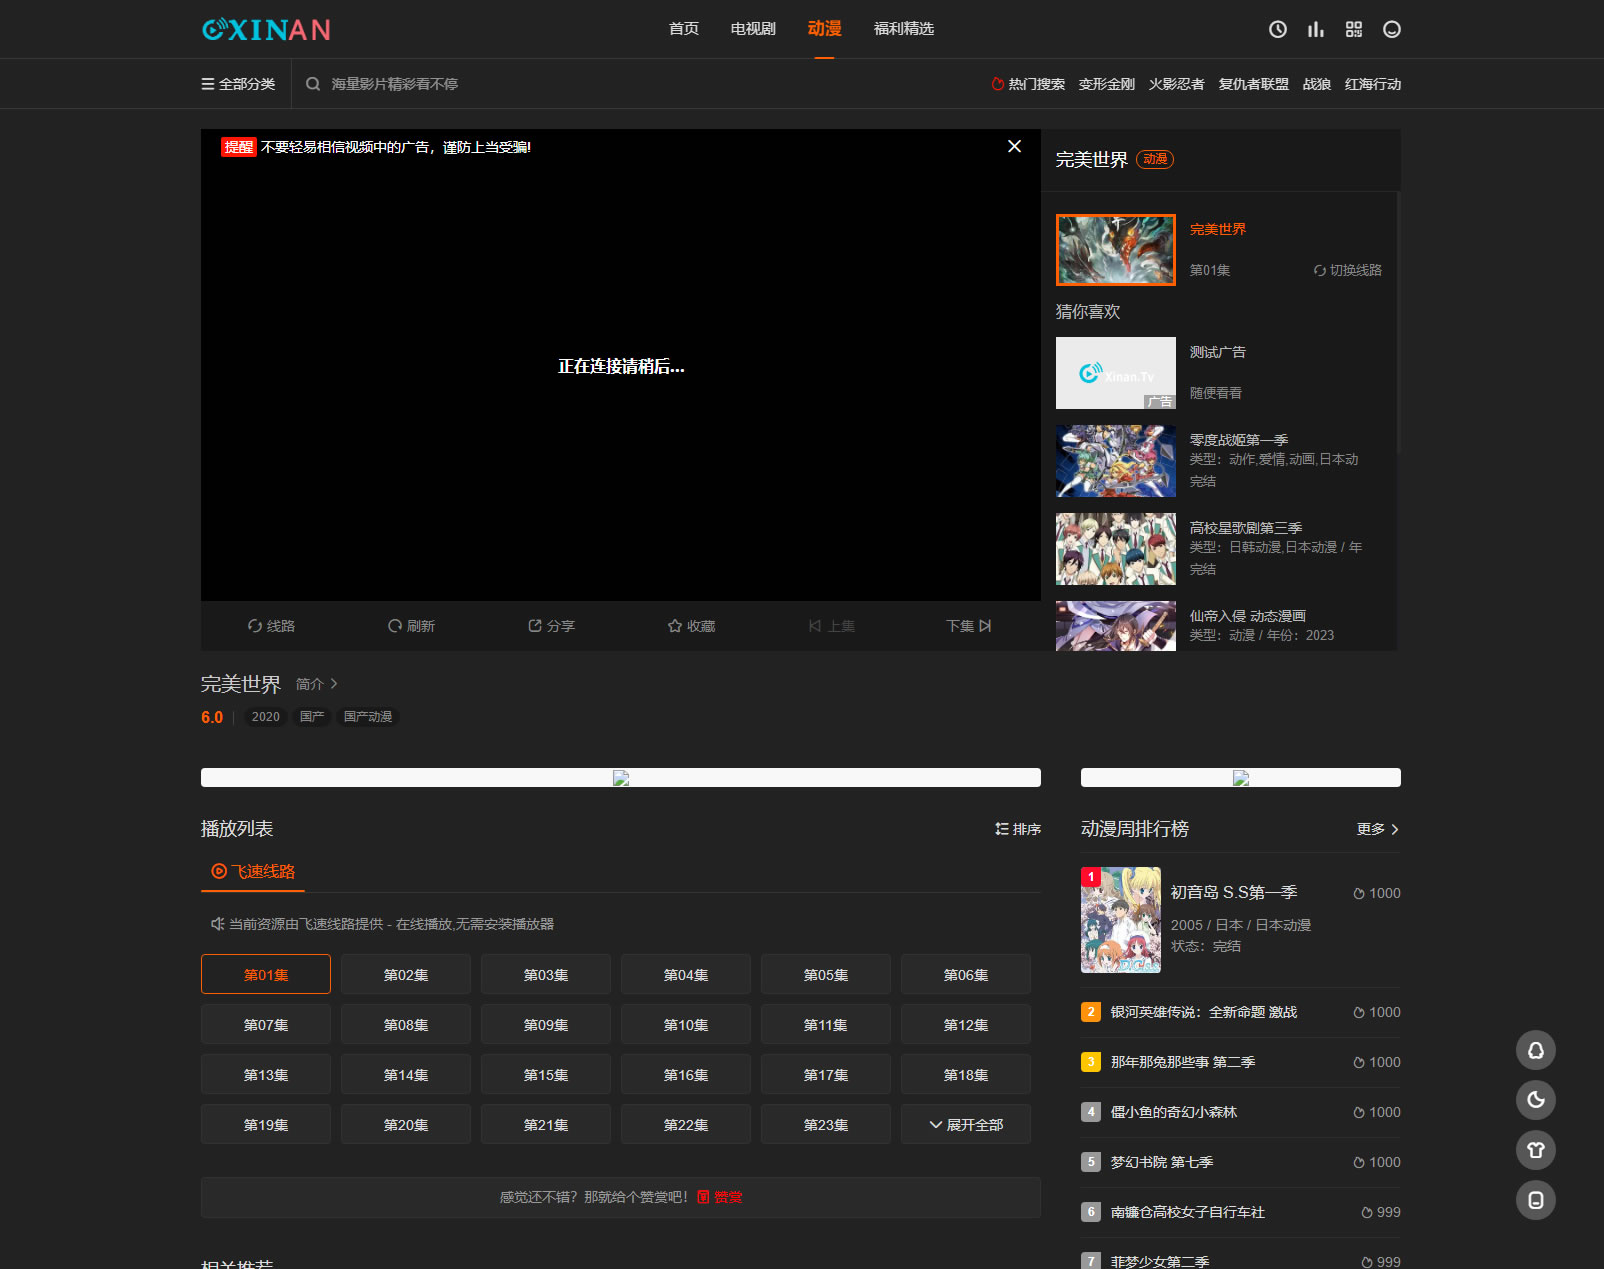 XINAN
首页 电视剧 动漫 福利精选
全部分类 海量影片精彩看不停 热门搜索 变形金刚 火影忍者 复仇者联盟 战狼 红海行动
提醒 不要轻易相信视频中的广告，谨防上当受骗!
正在连接请稍后...
线路 刷新 分享 收藏 上集 下集
完美世界 动漫
完美世界
第01集 切换线路
猜你喜欢
Xinan.Tv
广告
测试广告
随便看看
零度战姬第一季
类型：动作,爱情,动画,日本动
完结
高校星歌剧第三季
类型：日韩动漫,日本动漫 / 年
完结
仙帝入侵 动态漫画
类型：动漫 / 年份：2023
完美世界 简介
6.0 2020 国产 国产动漫
播放列表 排序
飞速线路
当前资源由飞速线路提供 - 在线播放,无需安装播放器
第01集 第02集 第03集 第04集 第05集 第06集
第07集 第08集 第09集 第10集 第11集 第12集
第13集 第14集 第15集 第16集 第17集 第18集
第19集 第20集 第21集 第22集 第23集 展开全部
感觉还不错？那就给个赞赏吧！ 赞赏
相关推荐
动漫周排行榜 更多
1
初音岛 S.S第一季 1000
2005 / 日本 / 日本动漫
状态：完结
2 银河英雄传说：全新命题 激战 1000
3 那年那兔那些事 第二季 1000
4 僵小鱼的奇幻小森林 1000
5 梦幻书院 第七季 1000
6 南镰仓高校女子自行车社 999
7 菲梦少女第二季 999